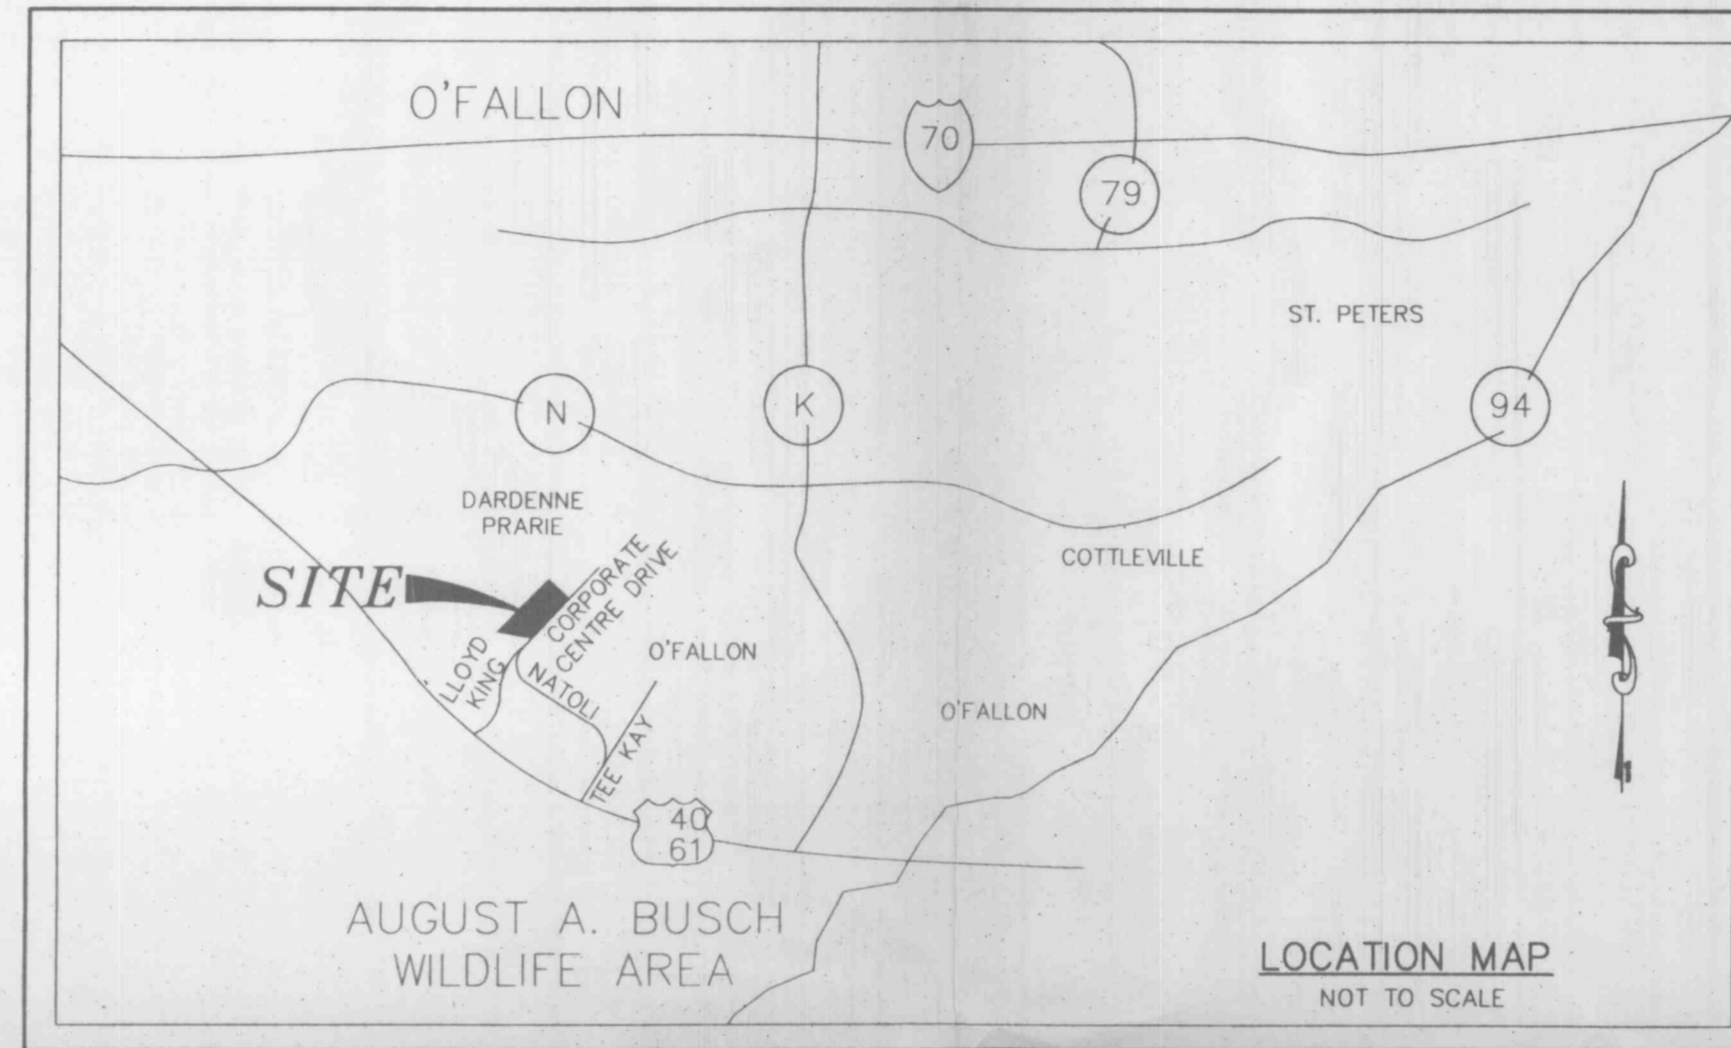 O'FALLON
70
79
ST. PETERS
N
K
94
DARDENNE
PRARIE
SITE
CORPORATE
CENTRE DRIVE
COTTLEVILLE
LLOYD
KING
NATOLI
O'FALLON
TEE KAY
O'FALLON
40
61
AUGUST A. BUSCH
WILDLIFE AREA
LOCATION MAP
NOT TO SCALE